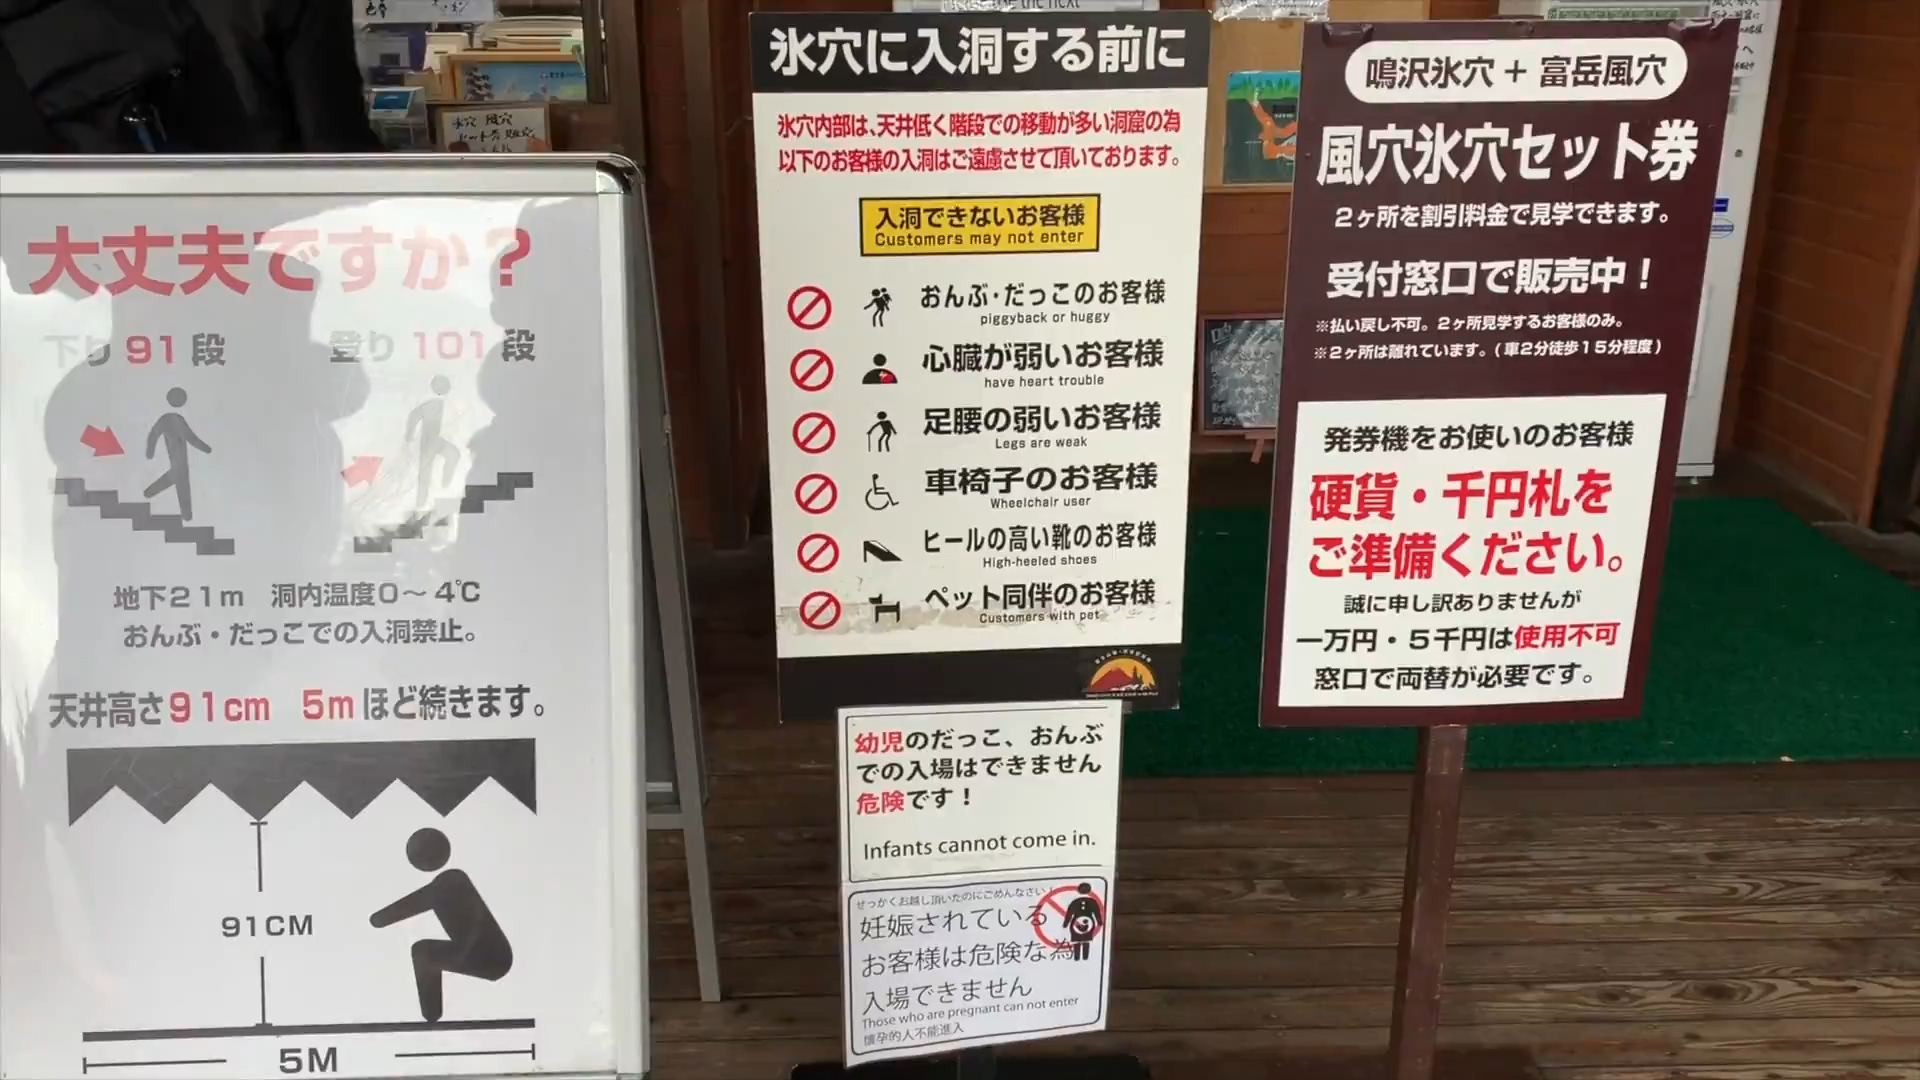 大丈夫ですか？
下り91段
登り101段
地下21m 洞内温度0～4℃
おんぶ・だっこでの入洞禁止。
天井高さ91cm 5mほど続きます。
91CM
5M
氷穴に入洞する前に
氷穴内部は、天井低く階段での移動が多い洞窟の為
以下のお客様の入洞はご遠慮させて頂いております。
入洞できないお客様
Customers may not enter
おんぶ・だっこのお客様
piggyback or huggy
心臓が弱いお客様
have heart trouble
足腰の弱いお客様
Legs are weak
車椅子のお客様
Wheelchair user
ヒールの高い靴のお客様
High-heeled shoes
ペット同伴のお客様
Customers with pet
幼児のだっこ、おんぶ
での入場はできません
危険です！
Infants cannot come in.
せっかくお越し頂いたのにごめんなさい！
妊娠されている
お客様は危険な為
入場できません
Those who are pregnant can not enter
懷孕的人不能進入
鳴沢氷穴＋富岳風穴
風穴氷穴セット券
2ヶ所を割引料金で見学できます。
受付窓口で販売中！
※払い戻し不可。2ヶ所見学するお客様のみ。
※2ヶ所は離れています。(車2分徒歩15分程度)
発券機をお使いのお客様
硬貨・千円札を
ご準備ください。
誠に申し訳ありませんが
一万円・5千円は使用不可
窓口で両替が必要です。